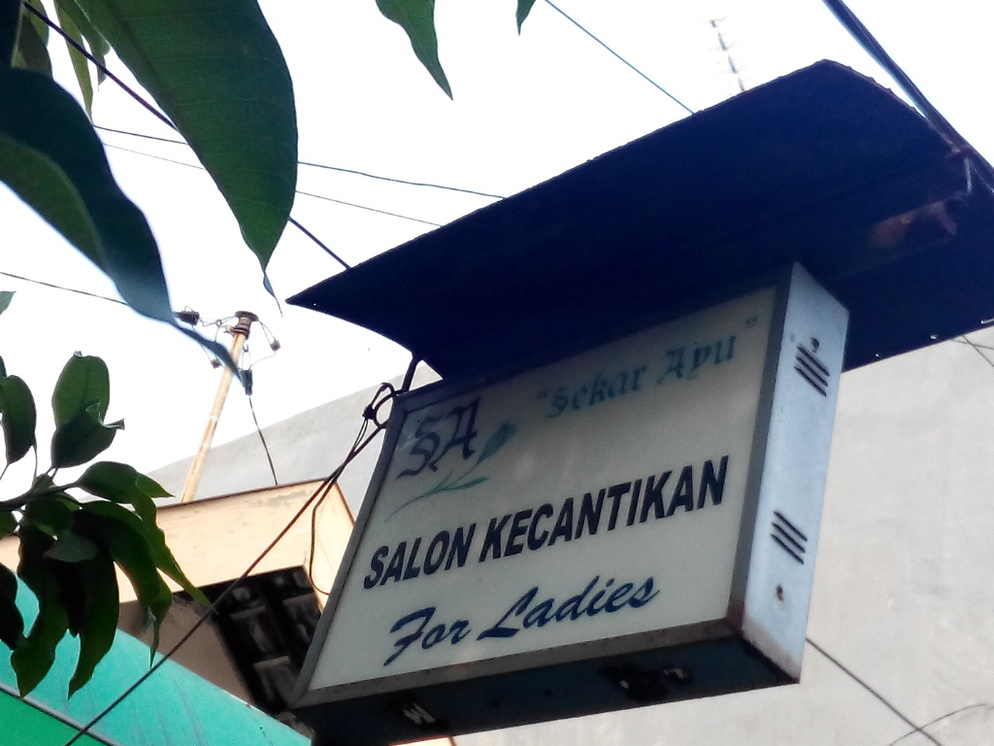 SA "Sekar Ayu"
SALON KECANTIKAN
For Ladies